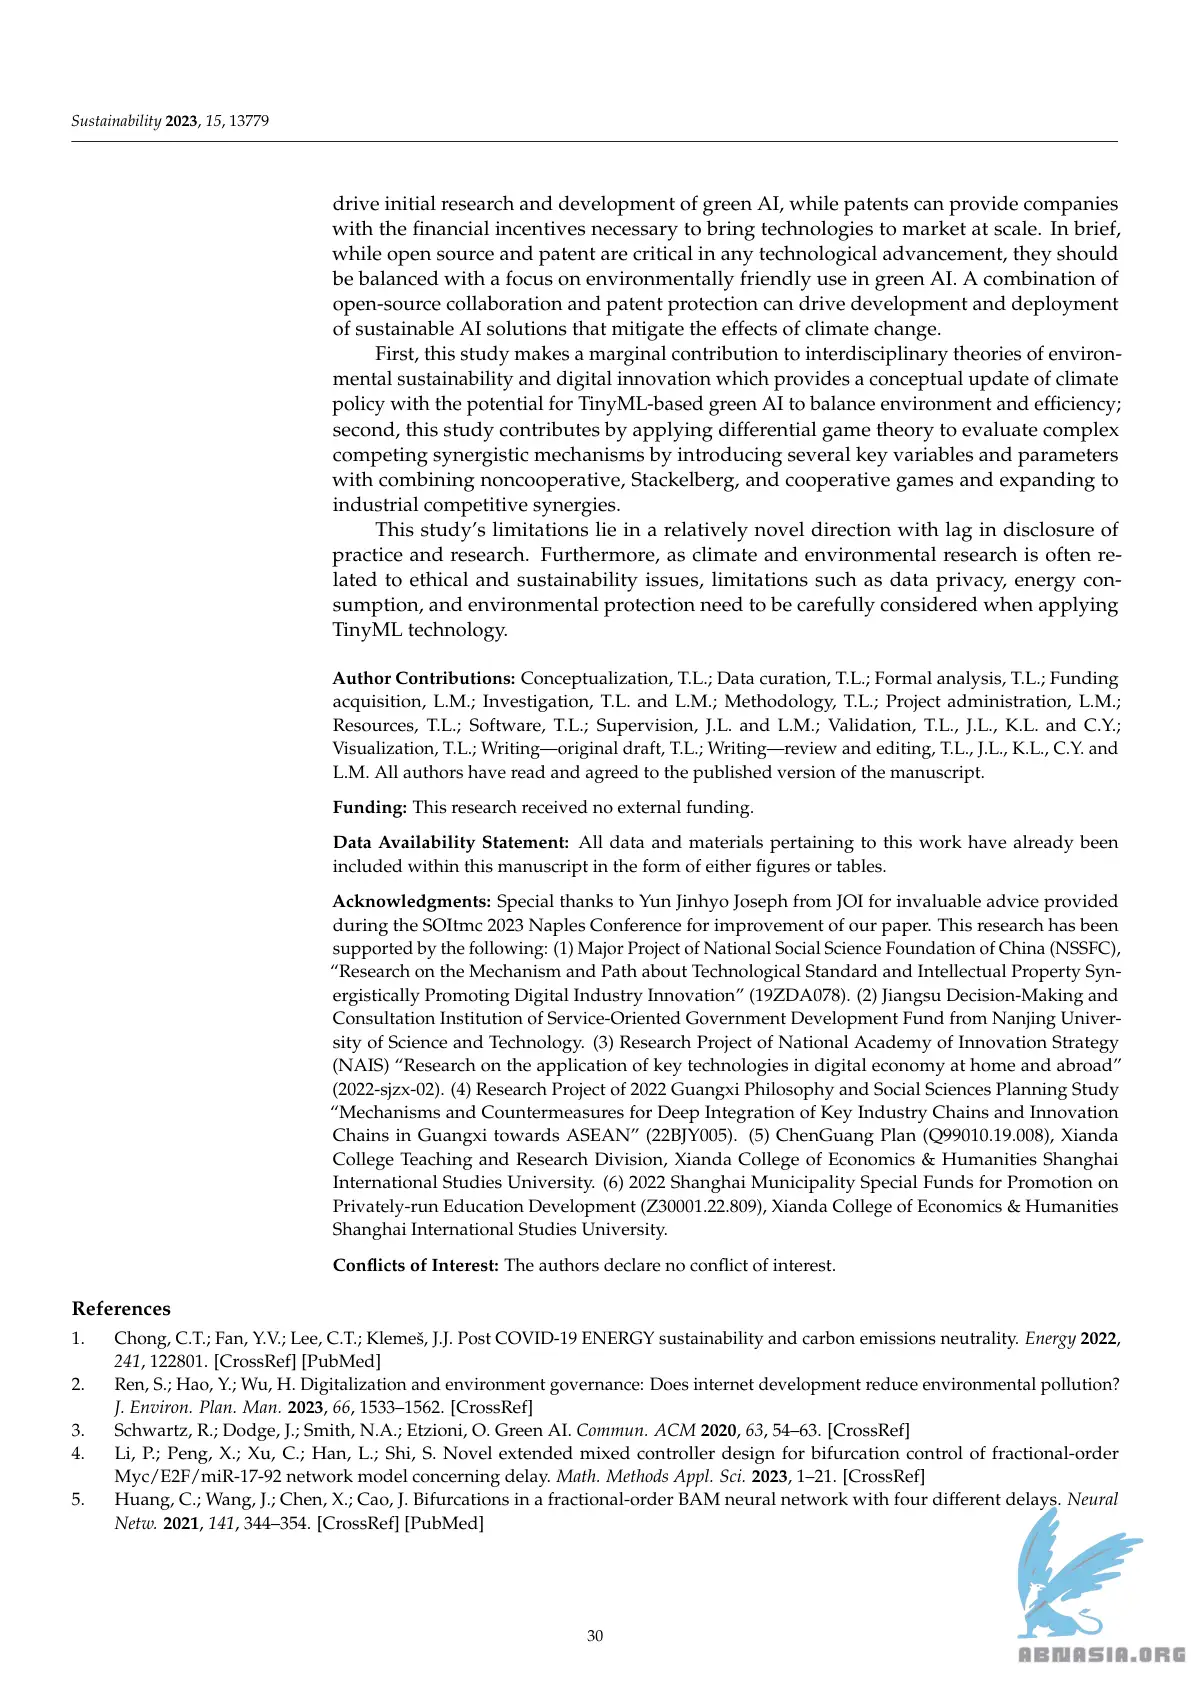 Sustainability 2023, 15, 13779
drive initial research and development of green AI, while patents can provide companies
with the financial incentives necessary to bring technologies to market at scale. In brief,
while open source and patent are critical in any technological advancement, they should
be balanced with a focus on environmentally friendly use in green AI. A combination of
open-source collaboration and patent protection can drive development and deployment
of sustainable AI solutions that mitigate the effects of climate change.
First, this study makes a marginal contribution to interdisciplinary theories of environ-
mental sustainability and digital innovation which provides a conceptual update of climate
policy with the potential for TinyML-based green AI to balance environment and efficiency;
second, this study contributes by applying differential game theory to evaluate complex
competing synergistic mechanisms by introducing several key variables and parameters
with combining noncooperative, Stackelberg, and cooperative games and expanding to
industrial competitive synergies.
This study's limitations lie in a relatively novel direction with lag in disclosure of
practice and research. Furthermore, as climate and environmental research is often re-
lated to ethical and sustainability issues, limitations such as data privacy, energy con-
sumption, and environmental protection need to be carefully considered when applying
TinyML technology.
Author Contributions: Conceptualization, T.L.; Data curation, T.L.; Formal analysis, T.L.; Funding
acquisition, L.M.; Investigation, T.L. and L.M.; Methodology, T.L.; Project administration, L.M.;
Resources, T.L.; Software, T.L.; Supervision, J.L. and L.M.; Validation, T.L., J.L., K.L. and C.Y.;
Visualization, T.L.; Writing—original draft, T.L.; Writing—review and editing, T.L., J.L., K.L., C.Y. and
L.M. All authors have read and agreed to the published version of the manuscript.
Funding: This research received no external funding.
Data Availability Statement: All data and materials pertaining to this work have already been
included within this manuscript in the form of either figures or tables.
Acknowledgments: Special thanks to Yun Jinhyo Joseph from JOI for invaluable advice provided
during the SOItmc 2023 Naples Conference for improvement of our paper. This research has been
supported by the following: (1) Major Project of National Social Science Foundation of China (NSSFC),
“Research on the Mechanism and Path about Technological Standard and Intellectual Property Syn-
ergistically Promoting Digital Industry Innovation” (19ZDA078). (2) Jiangsu Decision-Making and
Consultation Institution of Service-Oriented Government Development Fund from Nanjing Univer-
sity of Science and Technology. (3) Research Project of National Academy of Innovation Strategy
(NAIS) “Research on the application of key technologies in digital economy at home and abroad”
(2022-sjzx-02). (4) Research Project of 2022 Guangxi Philosophy and Social Sciences Planning Study
“Mechanisms and Countermeasures for Deep Integration of Key Industry Chains and Innovation
Chains in Guangxi towards ASEAN” (22BJY005). (5) ChenGuang Plan (Q99010.19.008), Xianda
College Teaching and Research Division, Xianda College of Economics & Humanities Shanghai
International Studies University. (6) 2022 Shanghai Municipality Special Funds for Promotion on
Privately-run Education Development (Z30001.22.809), Xianda College of Economics & Humanities
Shanghai International Studies University.
Conflicts of Interest: The authors declare no conflict of interest.
References
1. Chong, C.T.; Fan, Y.V.; Lee, C.T.; Klemeš, J.J. Post COVID-19 ENERGY sustainability and carbon emissions neutrality. Energy 2022,
241, 122801. [CrossRef] [PubMed]
2. Ren, S.; Hao, Y.; Wu, H. Digitalization and environment governance: Does internet development reduce environmental pollution?
J. Environ. Plan. Man. 2023, 66, 1533–1562. [CrossRef]
3. Schwartz, R.; Dodge, J.; Smith, N.A.; Etzioni, O. Green AI. Commun. ACM 2020, 63, 54–63. [CrossRef]
4. Li, P.; Peng, X.; Xu, C.; Han, L.; Shi, S. Novel extended mixed controller design for bifurcation control of fractional-order
Myc/E2F/miR-17-92 network model concerning delay. Math. Methods Appl. Sci. 2023, 1–21. [CrossRef]
5. Huang, C.; Wang, J.; Chen, X.; Cao, J. Bifurcations in a fractional-order BAM neural network with four different delays. Neural
Netw. 2021, 141, 344–354. [CrossRef] [PubMed]
30
ABNASIA.ORG